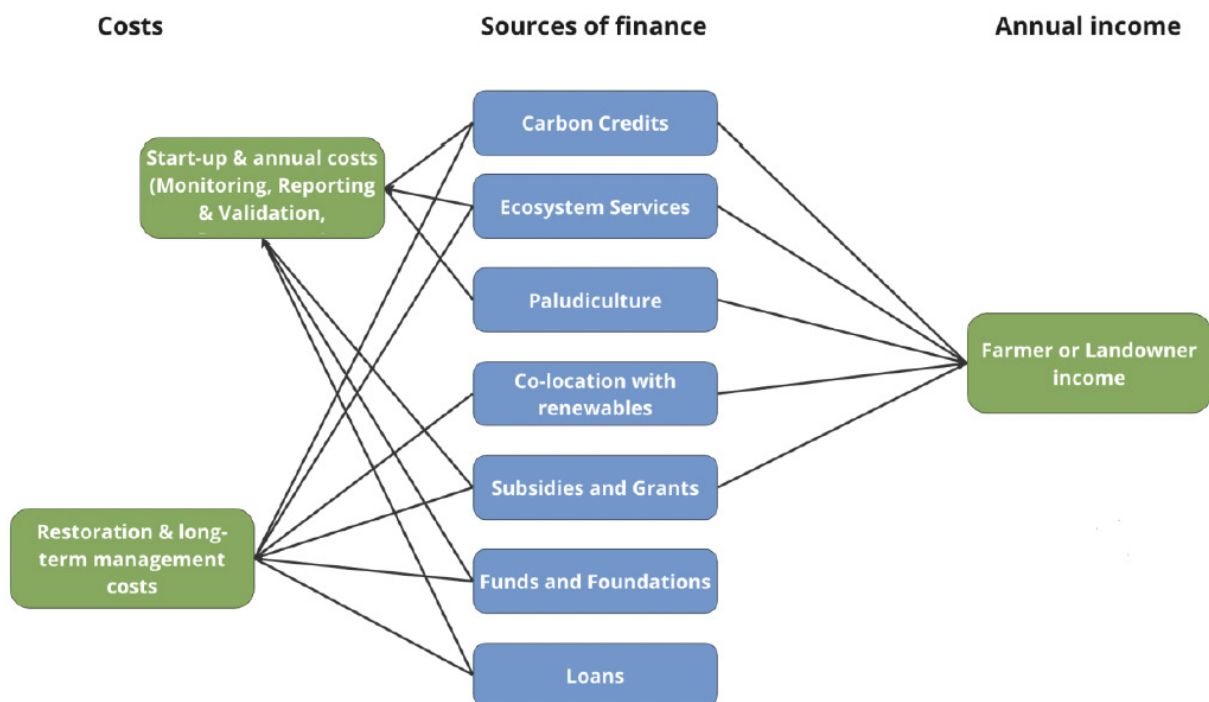 Costs
Sources of finance
Annual income
Start-up & annual costs
(Monitoring, Reporting
& Validation,
Restoration & long-
term management
costs
Carbon Credits
Ecosystem Services
Paludiculture
Co-location with
renewables
Subsidies and Grants
Funds and Foundations
Loans
Farmer or Landowner
income